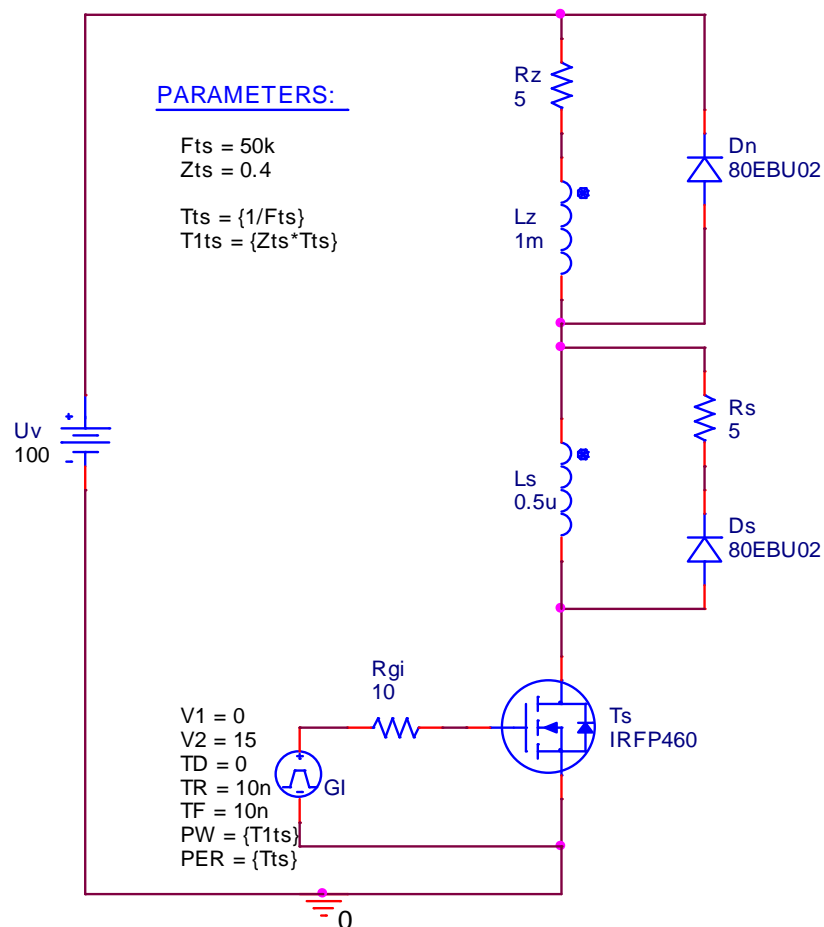 PARAMETERS:
Fts = 50k
Zts = 0.4
Tts = {1/Fts}
T1ts = {Zts*Tts}
Rz
5
Lz
1m
Dn
80EBU02
+
Uv
100
-
Rs
5
Ls
0.5u
Ds
80EBU02
Rgi
10
Ts
IRFP460
V1 = 0
V2 = 15
TD = 0
TR = 10n
TF = 10n
PW = {T1ts}
PER = {Tts}
+
-
GI
0